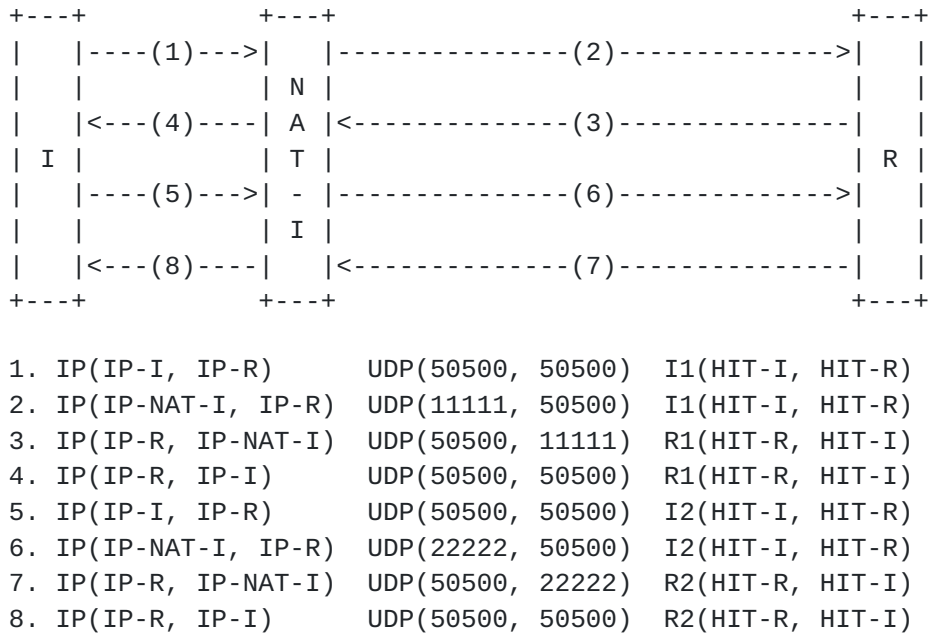 +---+          +---+                                +---+
|   |----(1)--->|   |---------------(2)-------------->|   |
|   |          | N |                                |   |
|   |<---(4)----| A |<--------------(3)---------------|   |
| I |          | T |                                | R |
|   |----(5)--->| - |---------------(6)-------------->|   |
|   |          | I |                                |   |
|   |<---(8)----|   |<--------------(7)---------------|   |
+---+          +---+                                +---+

1. IP(IP-I, IP-R)      UDP(50500, 50500)  I1(HIT-I, HIT-R)
2. IP(IP-NAT-I, IP-R)  UDP(11111, 50500)  I1(HIT-I, HIT-R)
3. IP(IP-R, IP-NAT-I)  UDP(50500, 11111)  R1(HIT-R, HIT-I)
4. IP(IP-R, IP-I)      UDP(50500, 50500)  R1(HIT-R, HIT-I)
5. IP(IP-I, IP-R)      UDP(50500, 50500)  I2(HIT-I, HIT-R)
6. IP(IP-NAT-I, IP-R)  UDP(22222, 50500)  I2(HIT-I, HIT-R)
7. IP(IP-R, IP-NAT-I)  UDP(50500, 22222)  R2(HIT-R, HIT-I)
8. IP(IP-R, IP-I)      UDP(50500, 50500)  R2(HIT-R, HIT-I)